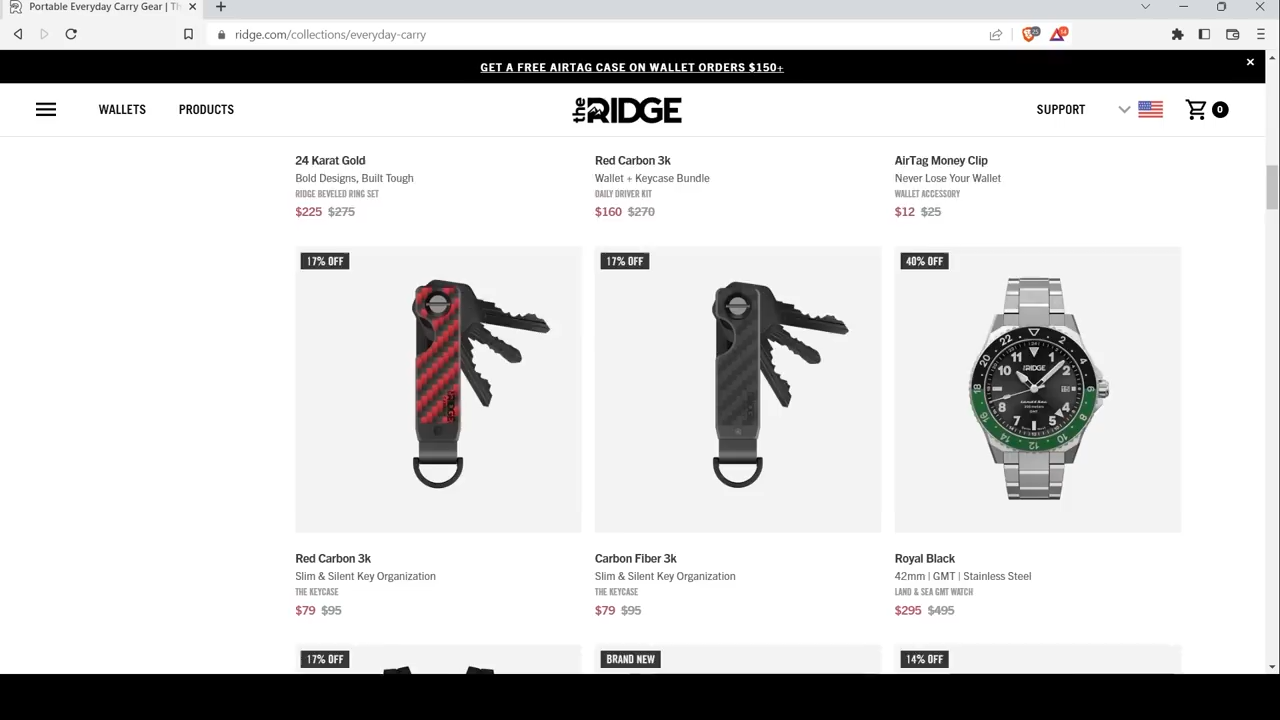 Portable Everyday Carry Gear | Th
ridge.com/collections/everyday-carry
GET A FREE AIRTAG CASE ON WALLET ORDERS $150+
WALLETS PRODUCTS the RIDGE SUPPORT 0
24 Karat Gold
Bold Designs, Built Tough
RIDGE BEVELED RING SET
$225 $275
Red Carbon 3k
Wallet + Keycase Bundle
DAILY DRIVER KIT
$160 $270
AirTag Money Clip
Never Lose Your Wallet
WALLET ACCESSORY
$12 $25
17% OFF
Red Carbon 3k
Slim & Silent Key Organization
THE KEYCASE
$79 $95
17% OFF
Carbon Fiber 3k
Slim & Silent Key Organization
THE KEYCASE
$79 $95
40% OFF
RIDGE
Royal Black
42mm | GMT | Stainless Steel
LAND & SEA GMT WATCH
$295 $495
17% OFF
BRAND NEW
14% OFF